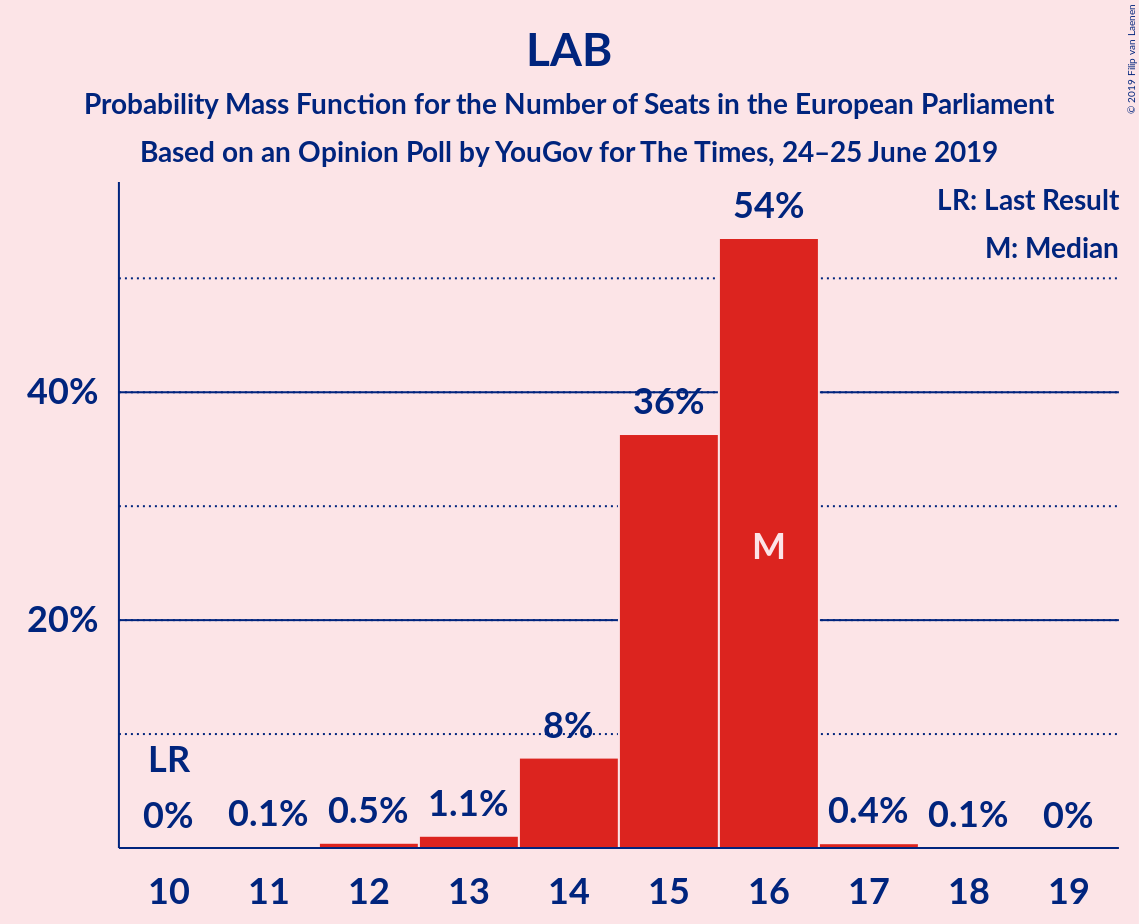 LAB
Probability Mass Function for the Number of Seats in the European Parliament
Based on an Opinion Poll by YouGov for The Times, 24–25 June 2019
© 2019 Filip van Laenen
LR: Last Result
M: Median
54%
40%
36%
M
20%
8%
LR
0%
0.1%
0.5%
1.1%
0.4%
0.1%
0%
10 11 12 13 14 15 16 17 18 19